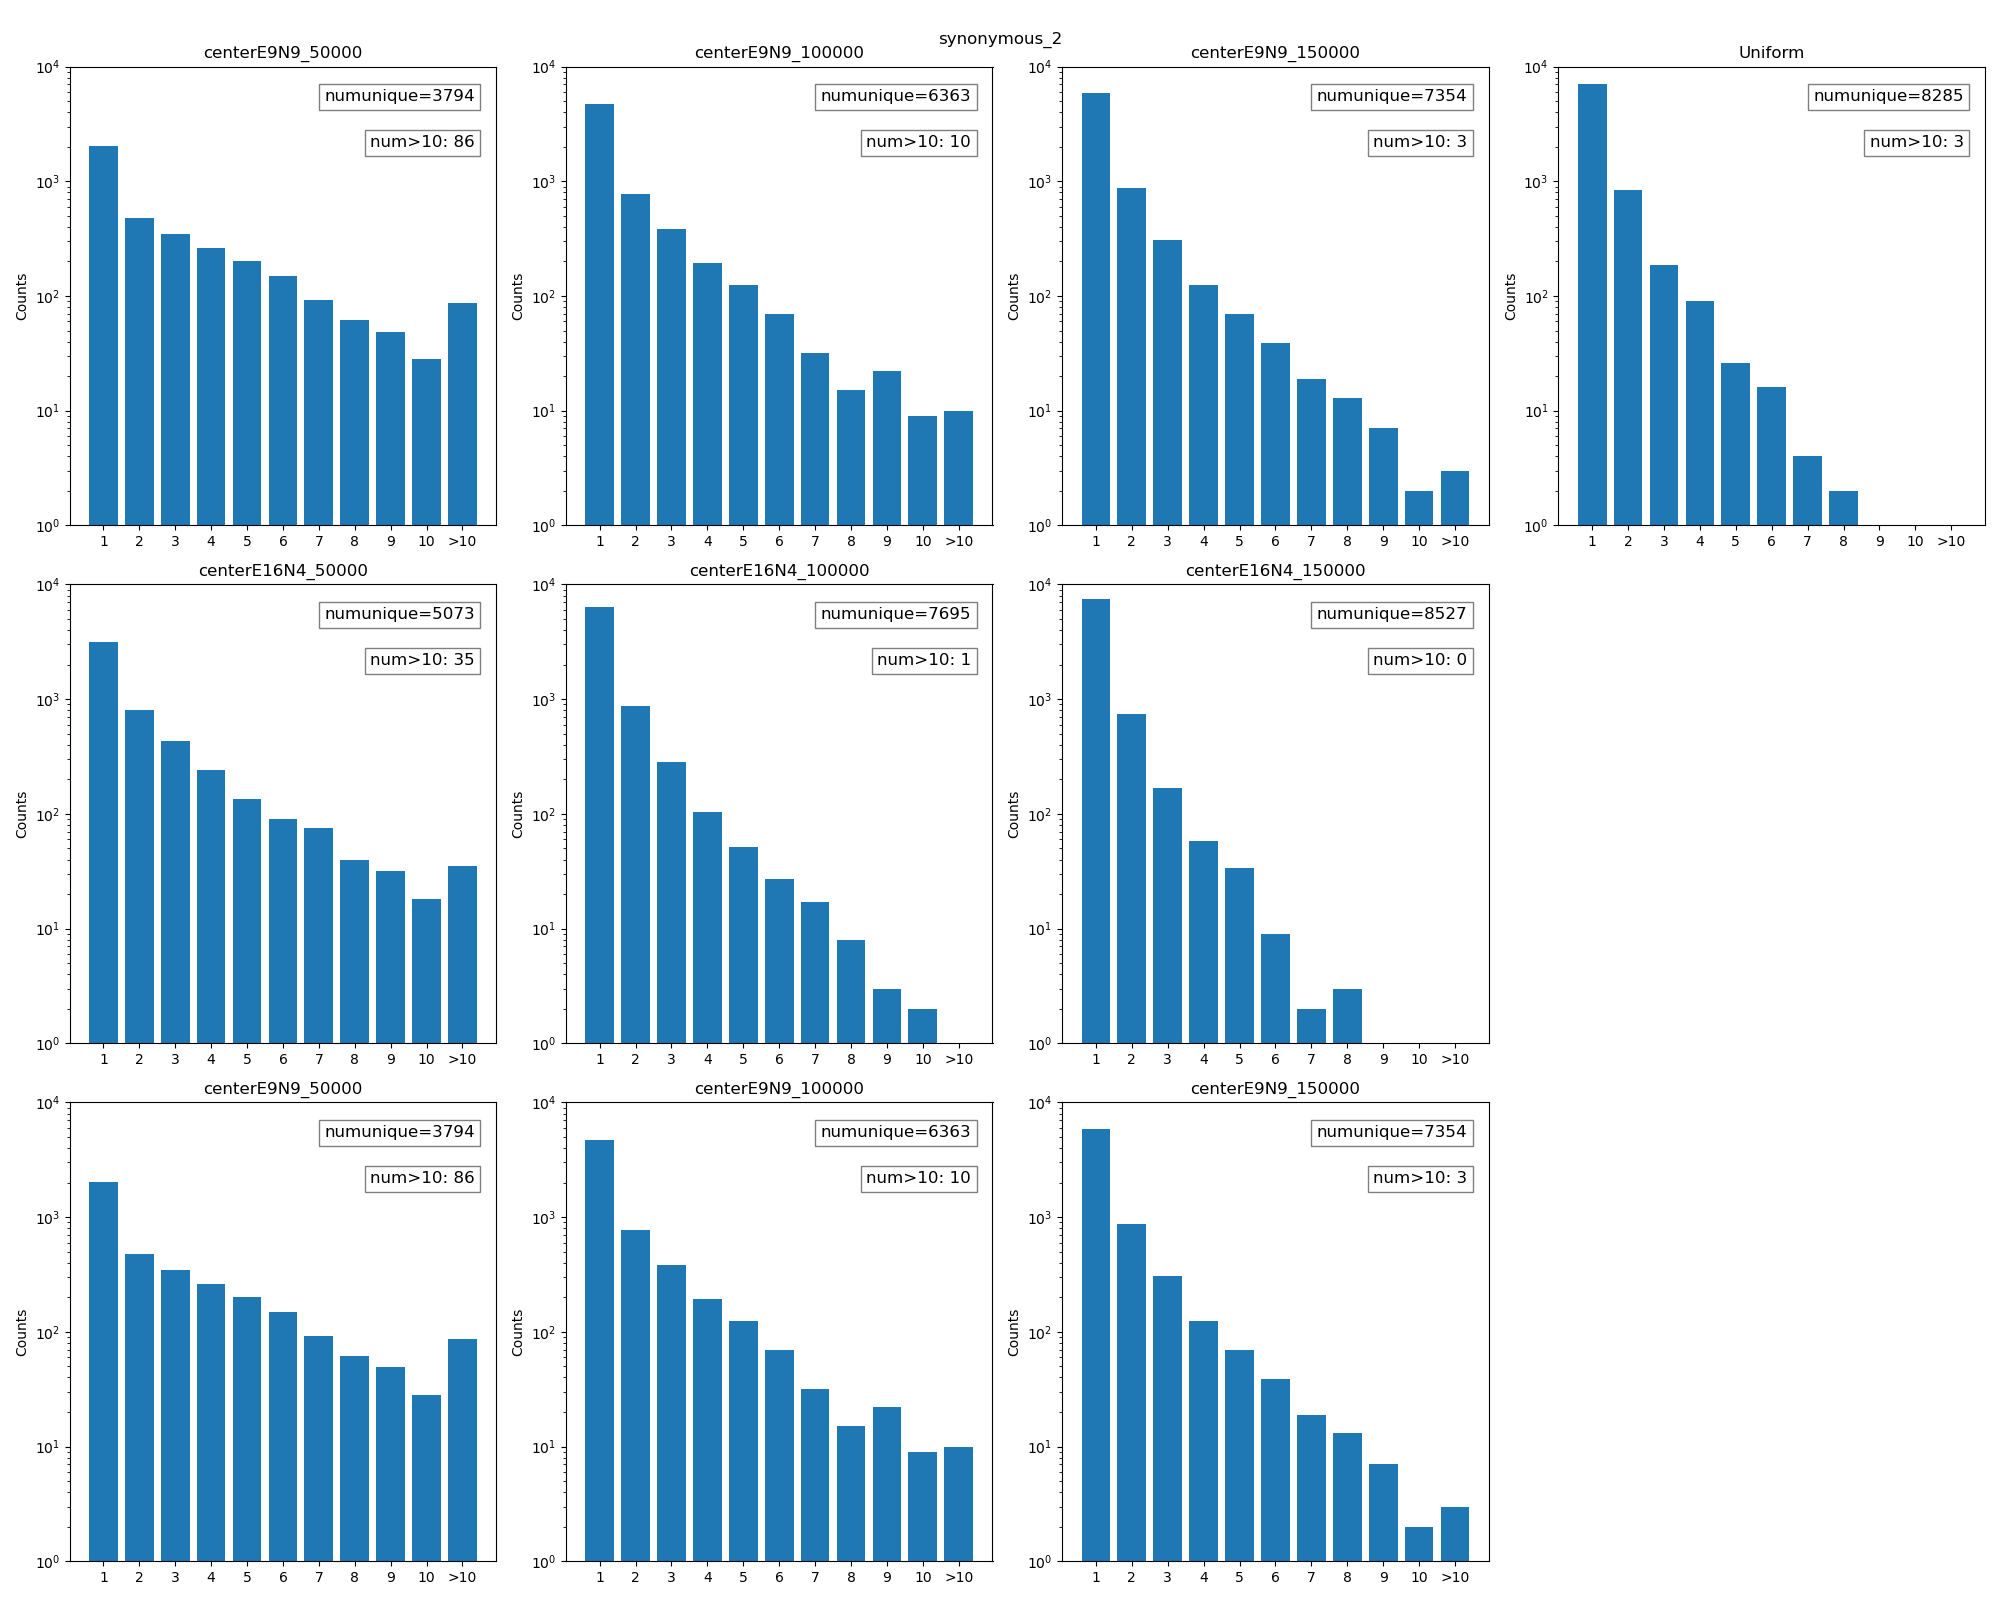 synonymous_2
centerE9N9_50000
centerE9N9_100000
centerE9N9_150000
Uniform
10^4
numunique=3794
num>10: 86
10^3
10^2
10^1
10^0
Counts
1 2 3 4 5 6 7 8 9 10 >10
10^4
numunique=6363
num>10: 10
10^3
10^2
10^1
10^0
Counts
1 2 3 4 5 6 7 8 9 10 >10
10^4
numunique=7354
num>10: 3
10^3
10^2
10^1
10^0
Counts
1 2 3 4 5 6 7 8 9 10 >10
10^4
numunique=8285
num>10: 3
10^3
10^2
10^1
10^0
Counts
1 2 3 4 5 6 7 8 9 10 >10
centerE16N4_50000
centerE16N4_100000
centerE16N4_150000
10^4
numunique=5073
num>10: 35
10^3
10^2
10^1
10^0
Counts
1 2 3 4 5 6 7 8 9 10 >10
10^4
numunique=7695
num>10: 1
10^3
10^2
10^1
10^0
Counts
1 2 3 4 5 6 7 8 9 10 >10
10^4
numunique=8527
num>10: 0
10^3
10^2
10^1
10^0
Counts
1 2 3 4 5 6 7 8 9 10 >10
centerE9N9_50000
centerE9N9_100000
centerE9N9_150000
10^4
numunique=3794
num>10: 86
10^3
10^2
10^1
10^0
Counts
1 2 3 4 5 6 7 8 9 10 >10
10^4
numunique=6363
num>10: 10
10^3
10^2
10^1
10^0
Counts
1 2 3 4 5 6 7 8 9 10 >10
10^4
numunique=7354
num>10: 3
10^3
10^2
10^1
10^0
Counts
1 2 3 4 5 6 7 8 9 10 >10